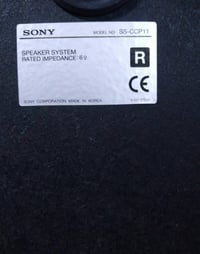 SONY MODEL NO. SS-CCP11
R
SPEAKER SYSTEM
RATED IMPEDANCE: 6Ω
CE
SONY CORPORATION MADE IN KOREA